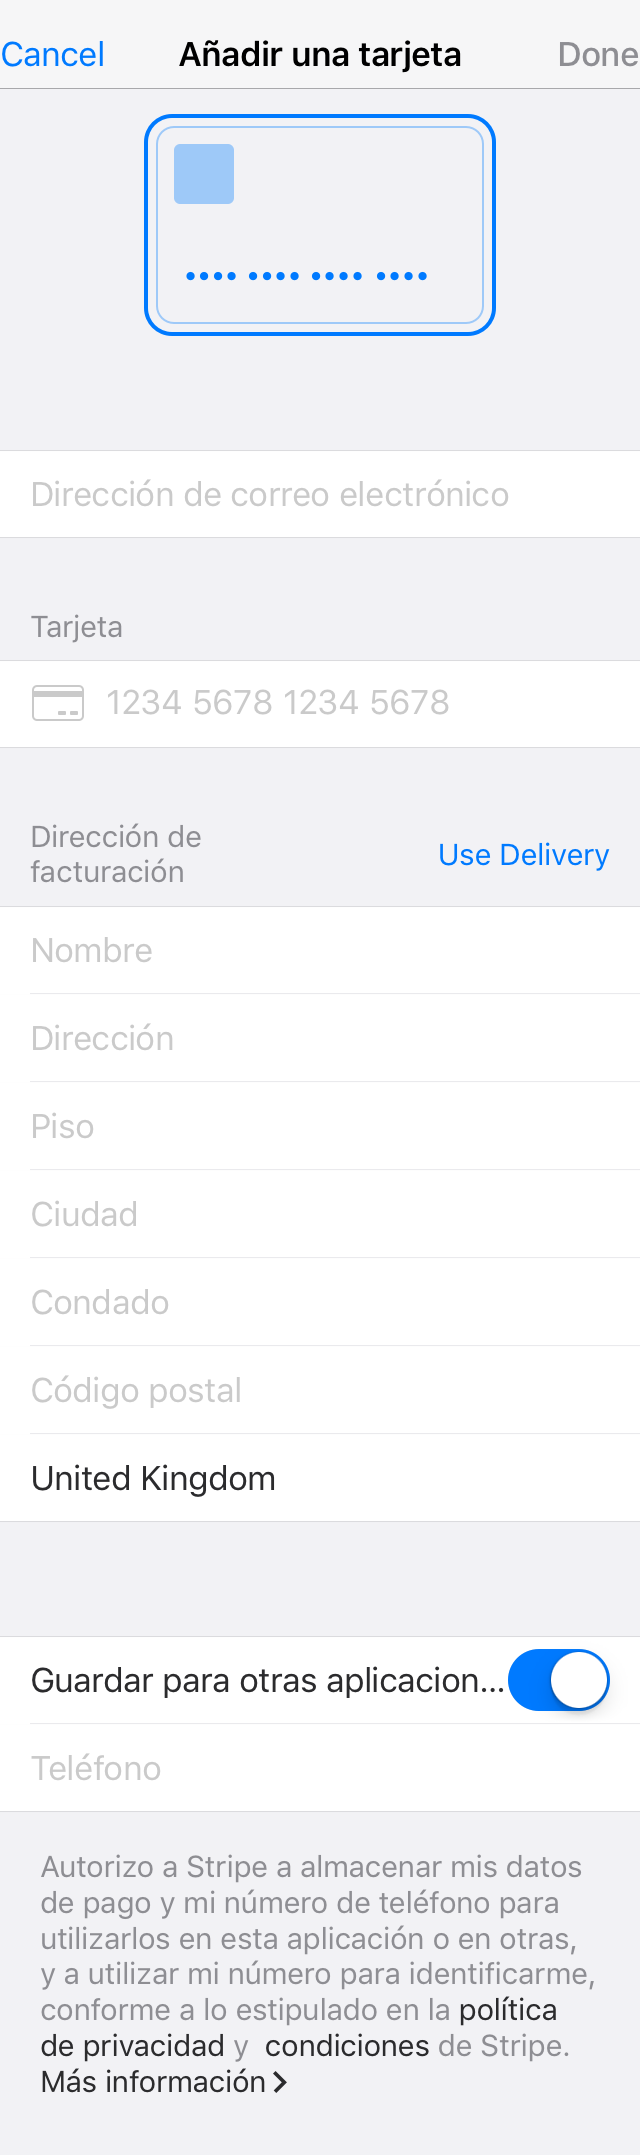 Cancel Añadir una tarjeta Done
•••• •••• •••• ••••
Dirección de correo electrónico
Tarjeta
1234 5678 1234 5678
Dirección de
facturación
Use Delivery
Nombre
Dirección
Piso
Ciudad
Condado
Código postal
United Kingdom
Guardar para otras aplicacion...
Teléfono
Autorizo a Stripe a almacenar mis datos
de pago y mi número de teléfono para
utilizarlos en esta aplicación o en otras,
y a utilizar mi número para identificarme,
conforme a lo estipulado en la política
de privacidad y condiciones de Stripe.
Más información